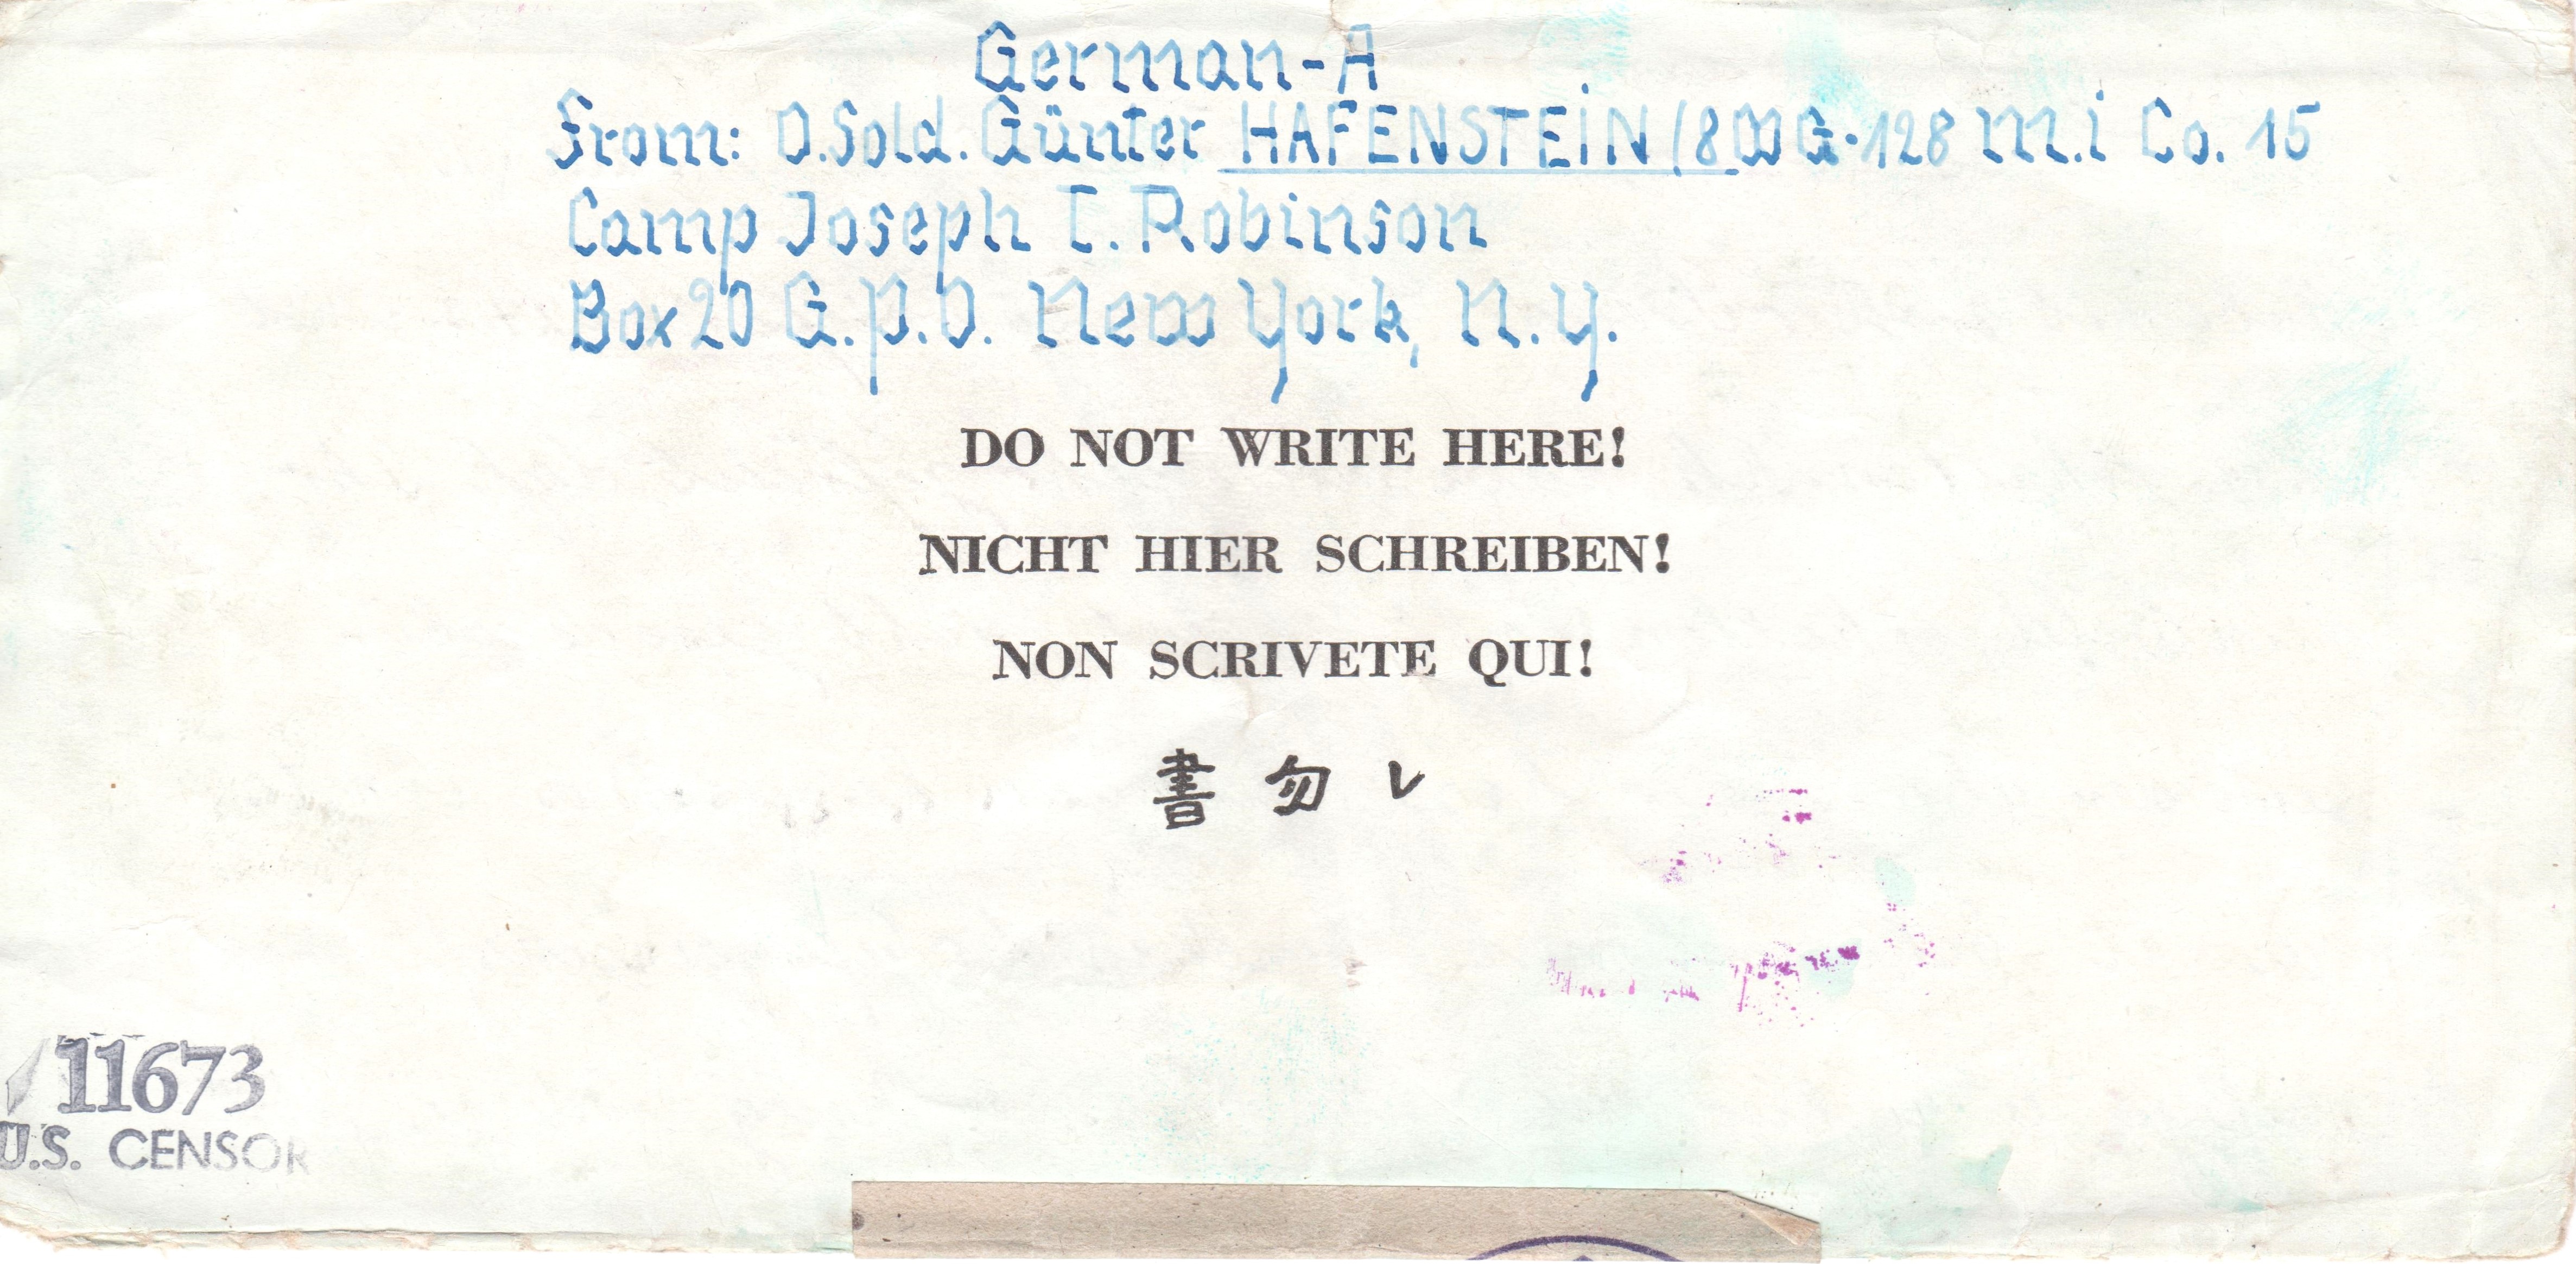 German-A
From: O.Sold. Günter HAFENSTEIN (8WG-128 M.i Co. 15
Camp Joseph T. Robinson
Box 20 G.P.O. New York, N.Y.
DO NOT WRITE HERE!
NICHT HIER SCHREIBEN!
NON SCRIVETE QUI!
書勿レ
11673
U.S. CENSOR